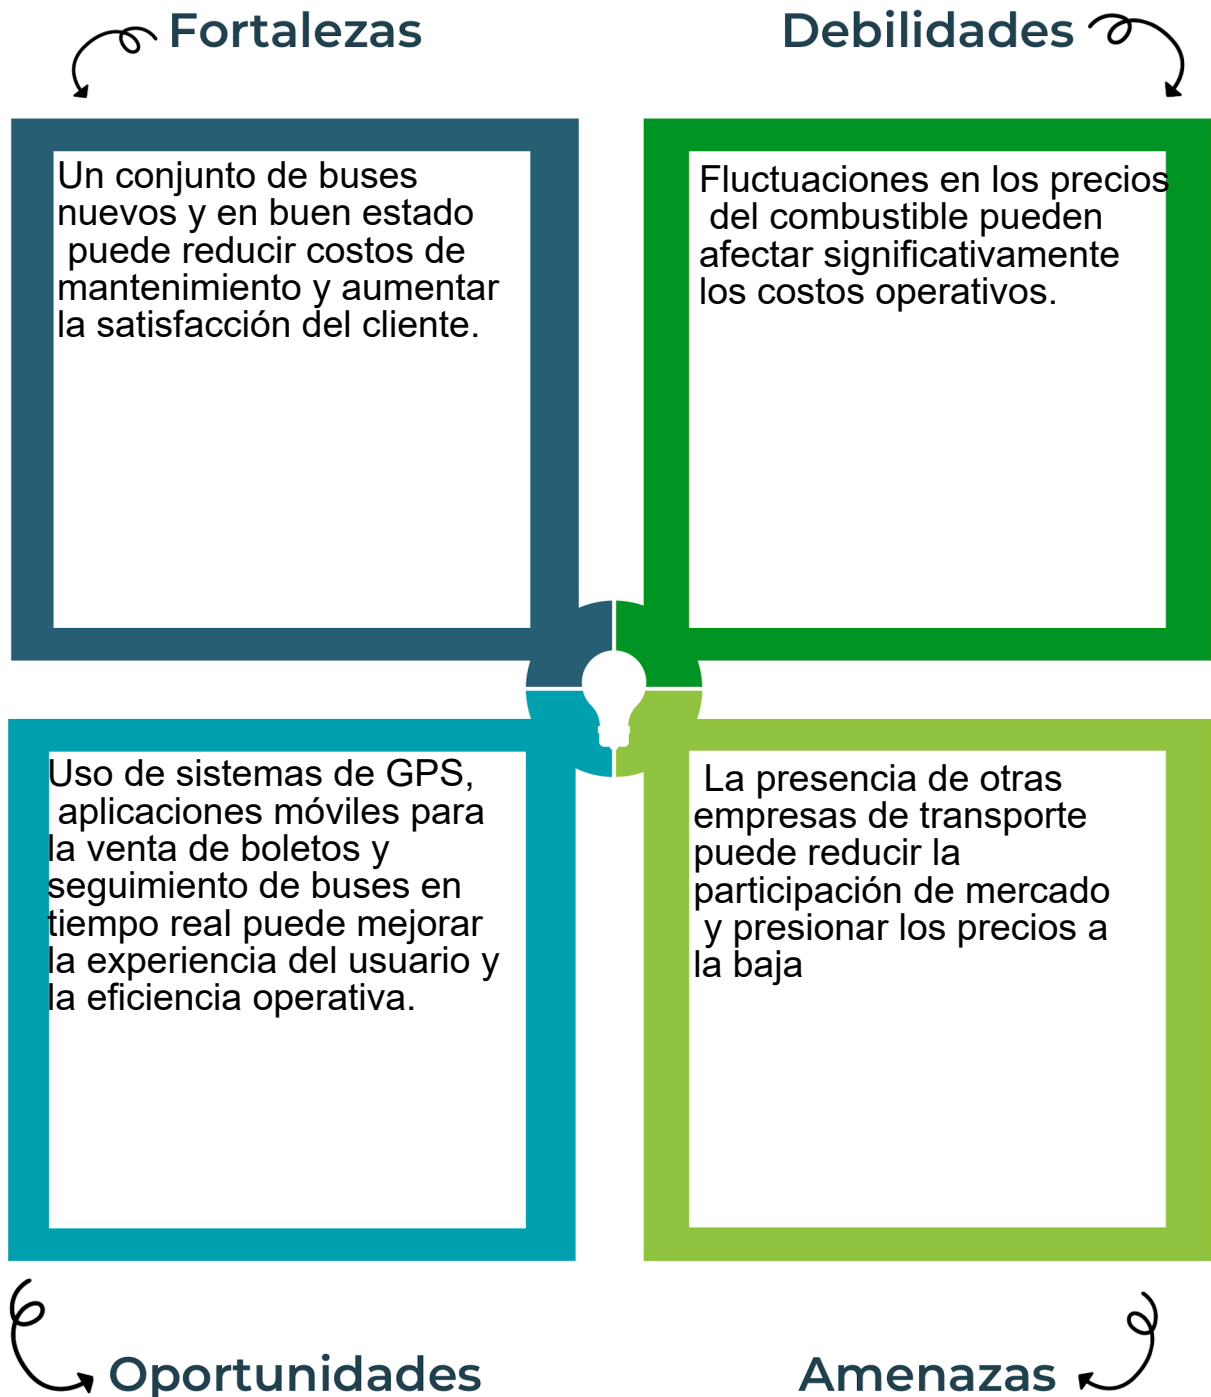 Fortalezas
Un conjunto de buses
nuevos y en buen estado
puede reducir costos de
mantenimiento y aumentar
la satisfacción del cliente.
Debilidades
Fluctuaciones en los precios
del combustible pueden
afectar significativamente
los costos operativos.
Uso de sistemas de GPS,
aplicaciones móviles para
la venta de boletos y
seguimiento de buses en
tiempo real puede mejorar
la experiencia del usuario y
la eficiencia operativa.
Oportunidades
La presencia de otras
empresas de transporte
puede reducir la
participación de mercado
y presionar los precios a
la baja
Amenazas